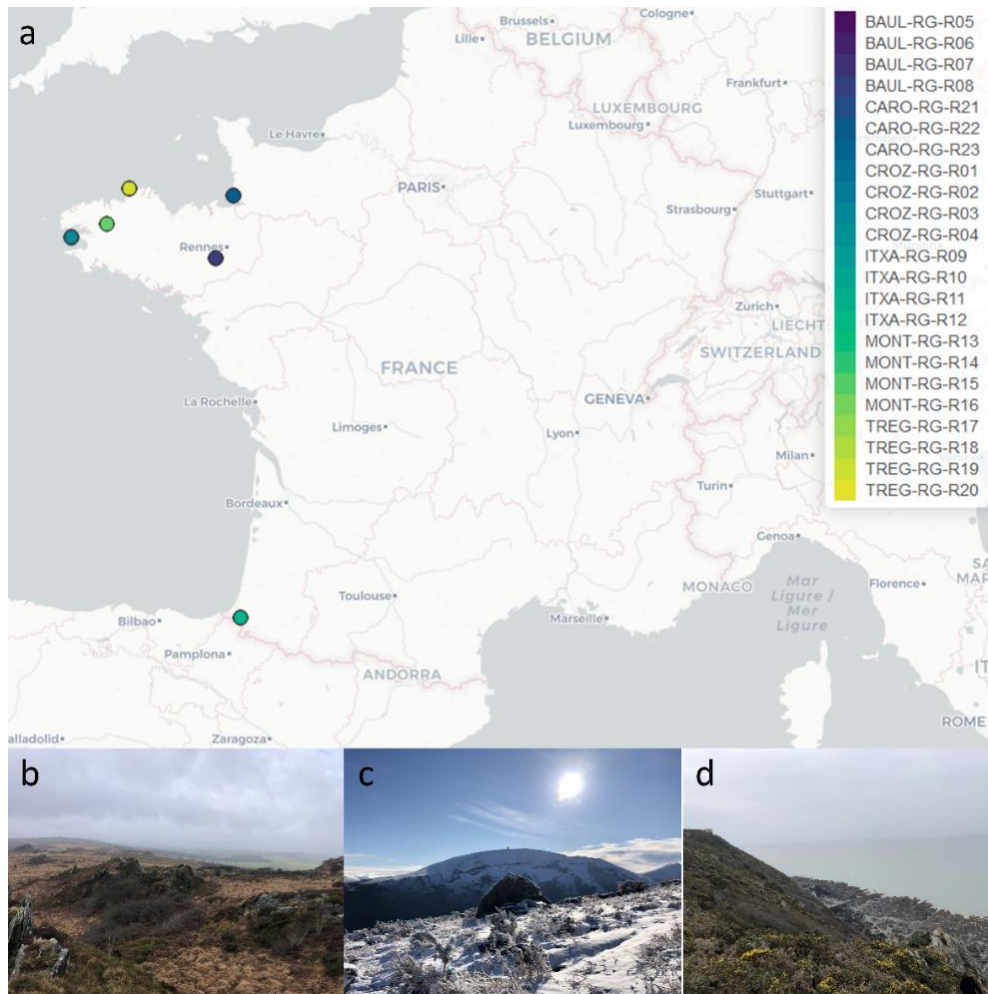 a
Brussels
Cologne
Lille
BELGIUM
Frankfurt
LUXEMBOURG
Luxembourg
Le Havre
PARIS
Stuttgart
Strasbourg
Rennes
Zurich
LIECHT
SWITZERLAND
FRANCE
GENEVA
La Rochelle
Limoges
Lyon
Milan
Turin
Bordeaux
Genoa
MONACO
Mar
Ligure /
Mer
Ligure
Florence
SA
MAR
Toulouse
Bilbao
Marseille
Pamplona
ANDORRA
IT
ROME
alladolid
Zaragoza
BAUL-RG-R05
BAUL-RG-R06
BAUL-RG-R07
BAUL-RG-R08
CARO-RG-R21
CARO-RG-R22
CARO-RG-R23
CROZ-RG-R01
CROZ-RG-R02
CROZ-RG-R03
CROZ-RG-R04
ITXA-RG-R09
ITXA-RG-R10
ITXA-RG-R11
ITXA-RG-R12
MONT-RG-R13
MONT-RG-R14
MONT-RG-R15
MONT-RG-R16
TREG-RG-R17
TREG-RG-R18
TREG-RG-R19
TREG-RG-R20
b
c
d